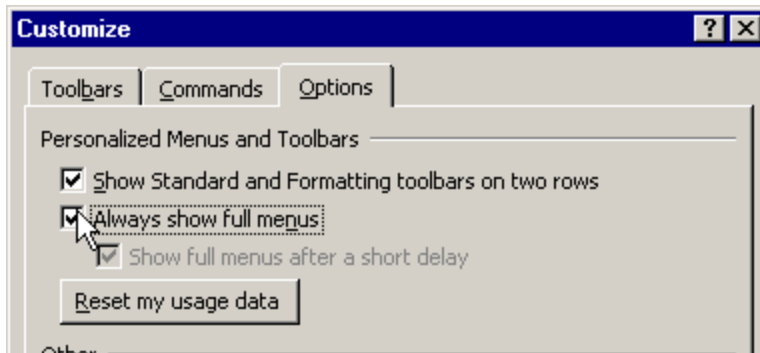 Customize
Toolbars Commands Options
Personalized Menus and Toolbars
Show Standard and Formatting toolbars on two rows
Always show full menus
Show full menus after a short delay
Reset my usage data
Other